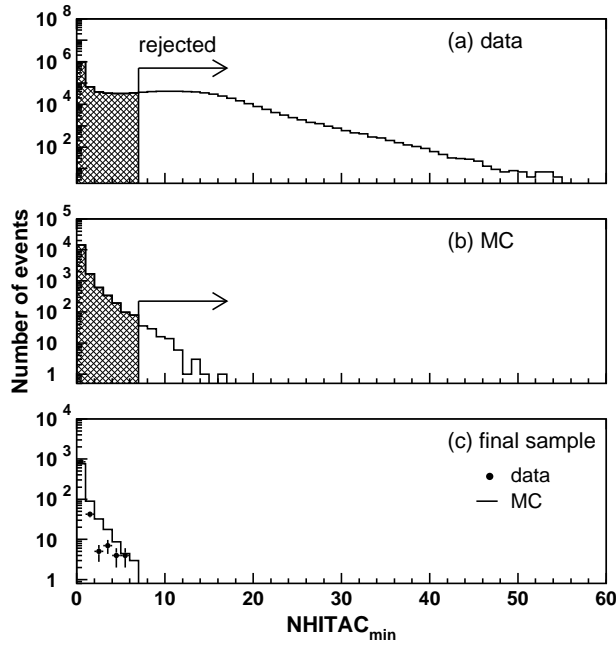 10^8
10^6
10^4
10^2
rejected
(a) data
Number of events
10^5
10^4
10^3
10^2
10
1
(b) MC
10^4
10^3
10^2
10
1
(c) final sample
data
MC
0 10 20 30 40 50 60
NHITAC_min